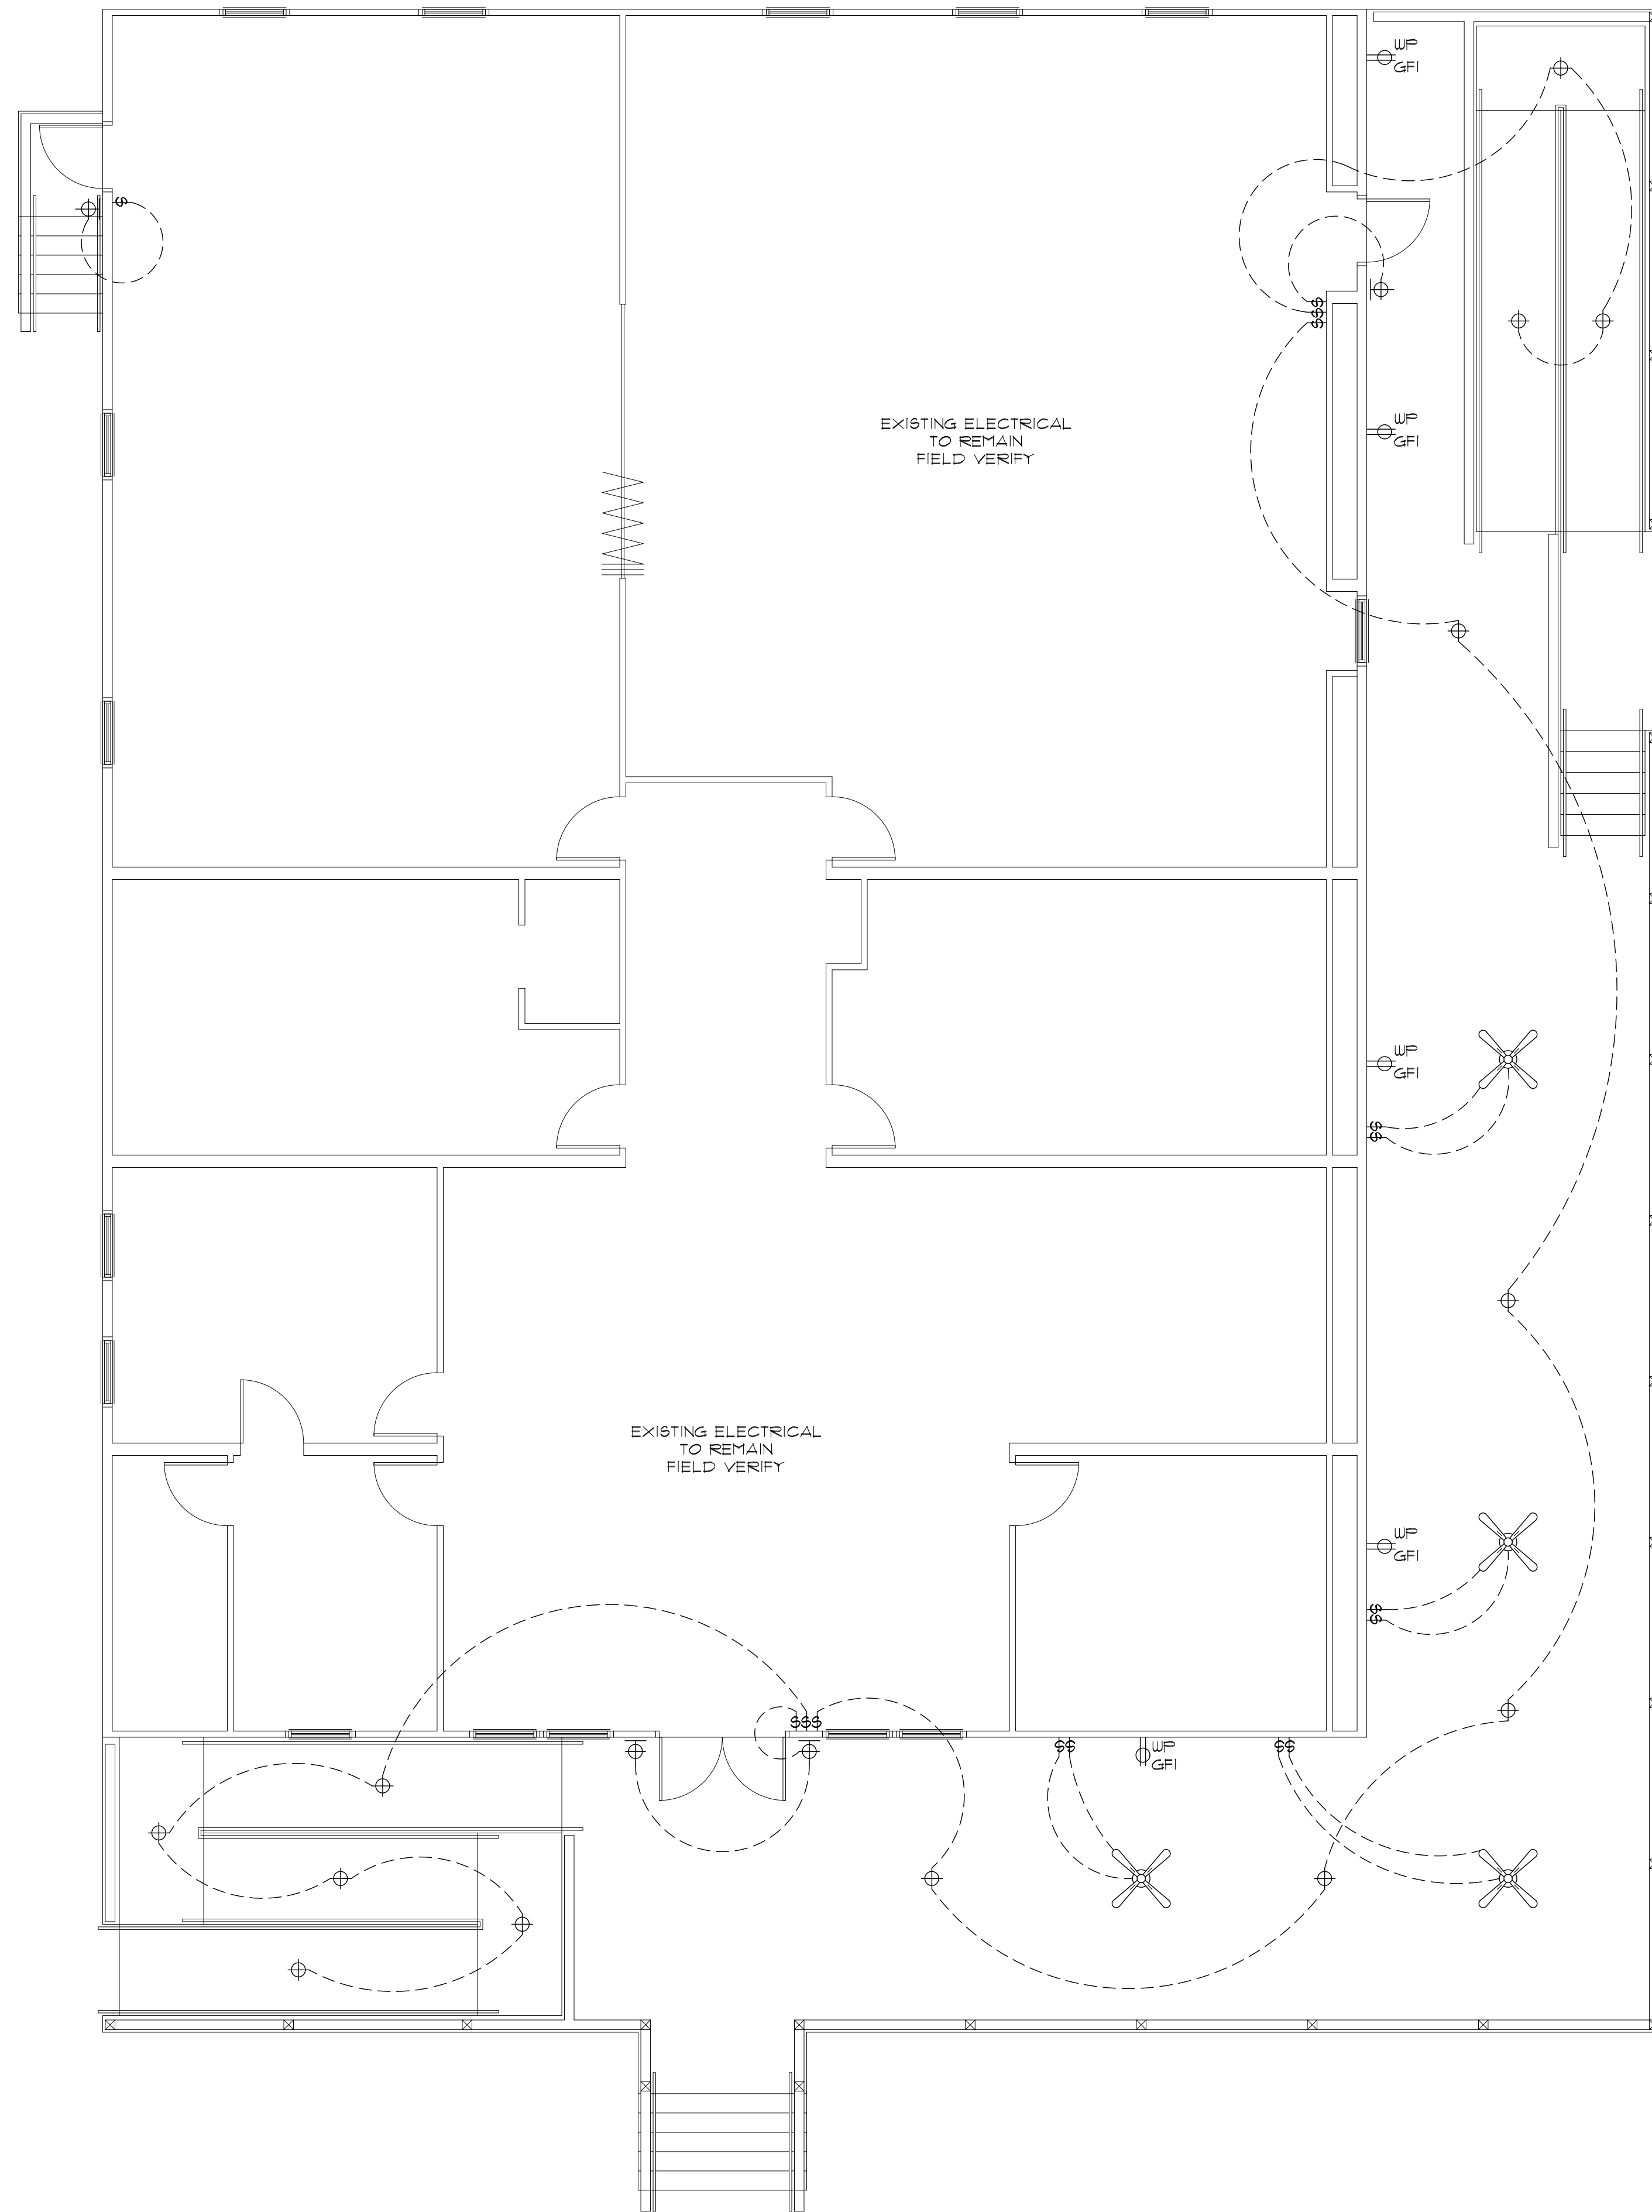 WP
GFI
$
$$$
EXISTING ELECTRICAL
TO REMAIN
FIELD VERIFY
WP
GFI
WP
GFI
$$
EXISTING ELECTRICAL
TO REMAIN
FIELD VERIFY
WP
GFI
$$
$$$
$$
WP
GFI
$$